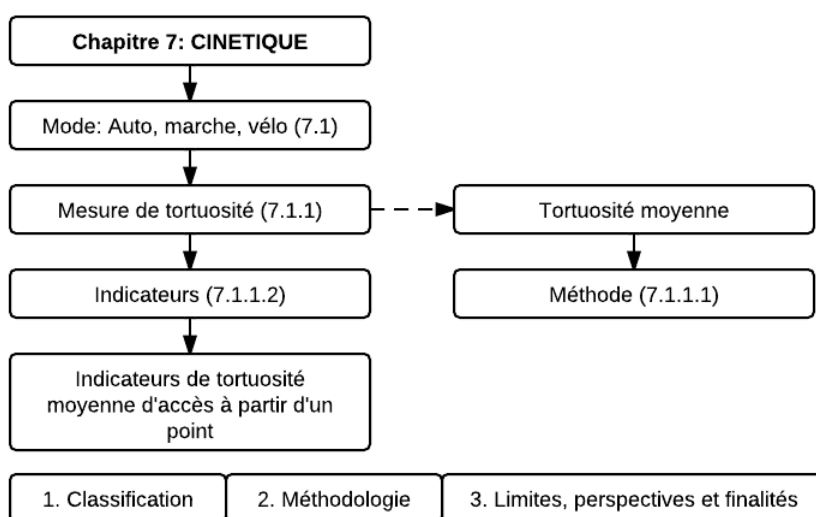 Chapitre 7: CINETIQUE
Mode: Auto, marche, vélo (7.1)
Mesure de tortuosité (7.1.1)
Tortuosité moyenne
Indicateurs (7.1.1.2)
Méthode (7.1.1.1)
Indicateurs de tortuosité
moyenne d'accès à partir d'un
point
1. Classification
2. Méthodologie
3. Limites, perspectives et finalités